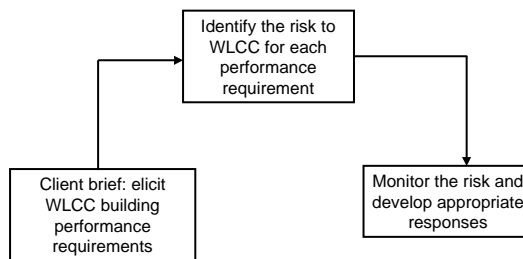 Identify the risk to
WLCC for each
performance
requirement
Client brief: elicit
WLCC building
performance
requirements
Monitor the risk and
develop appropriate
responses